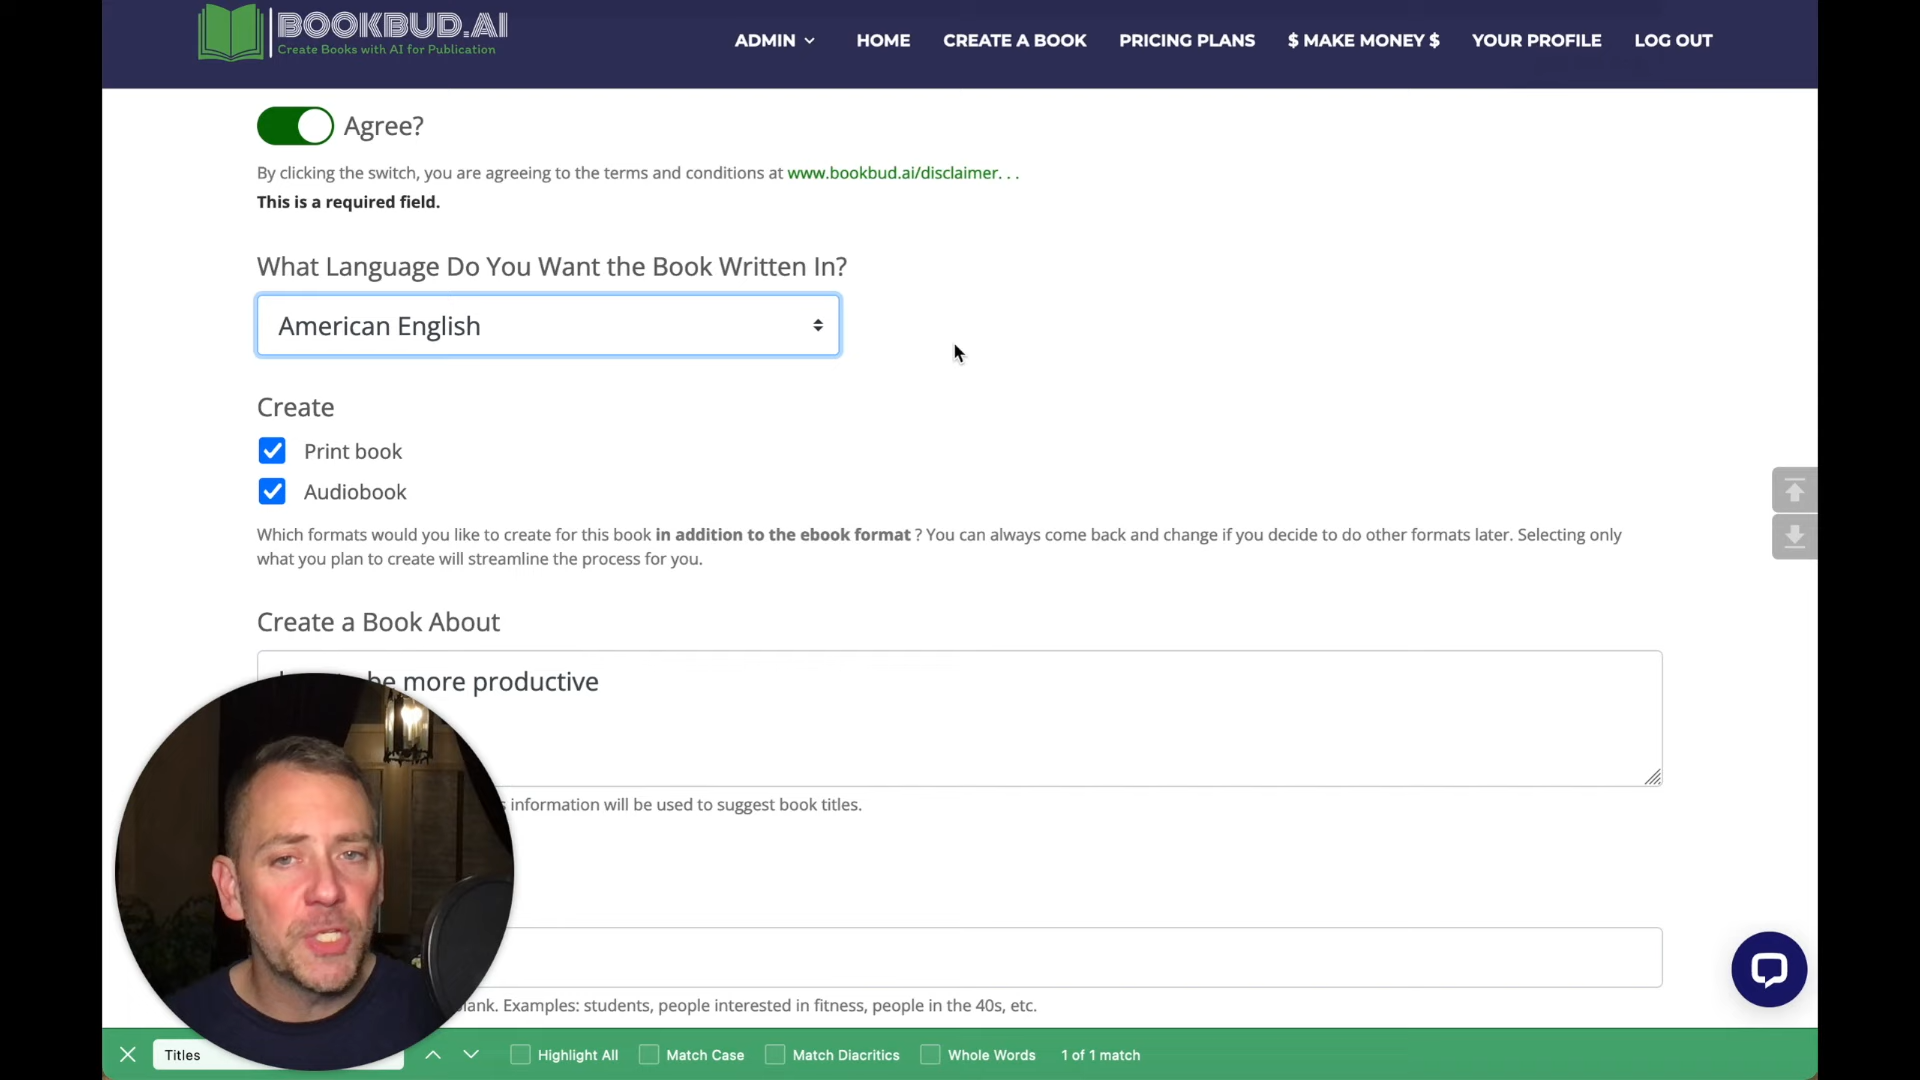 BOOKBUD.AI
Create Books with AI for Publication
ADMIN HOME CREATE A BOOK PRICING PLANS $ MAKE MONEY $ YOUR PROFILE LOG OUT
Agree?
By clicking the switch, you are agreeing to the terms and conditions at www.bookbud.ai/disclaimer. . .
This is a required field.
What Language Do You Want the Book Written In?
American English
Create
Print book
Audiobook
Which formats would you like to create for this book in addition to the ebook format ? You can always come back and change if you decide to do other formats later. Selecting only
what you plan to create will streamline the process for you.
Create a Book About
be more productive
information will be used to suggest book titles.
Examples: students, people interested in fitness, people in the 40s, etc.
Titles Highlight All Match Case Match Diacritics Whole Words 1 of 1 match